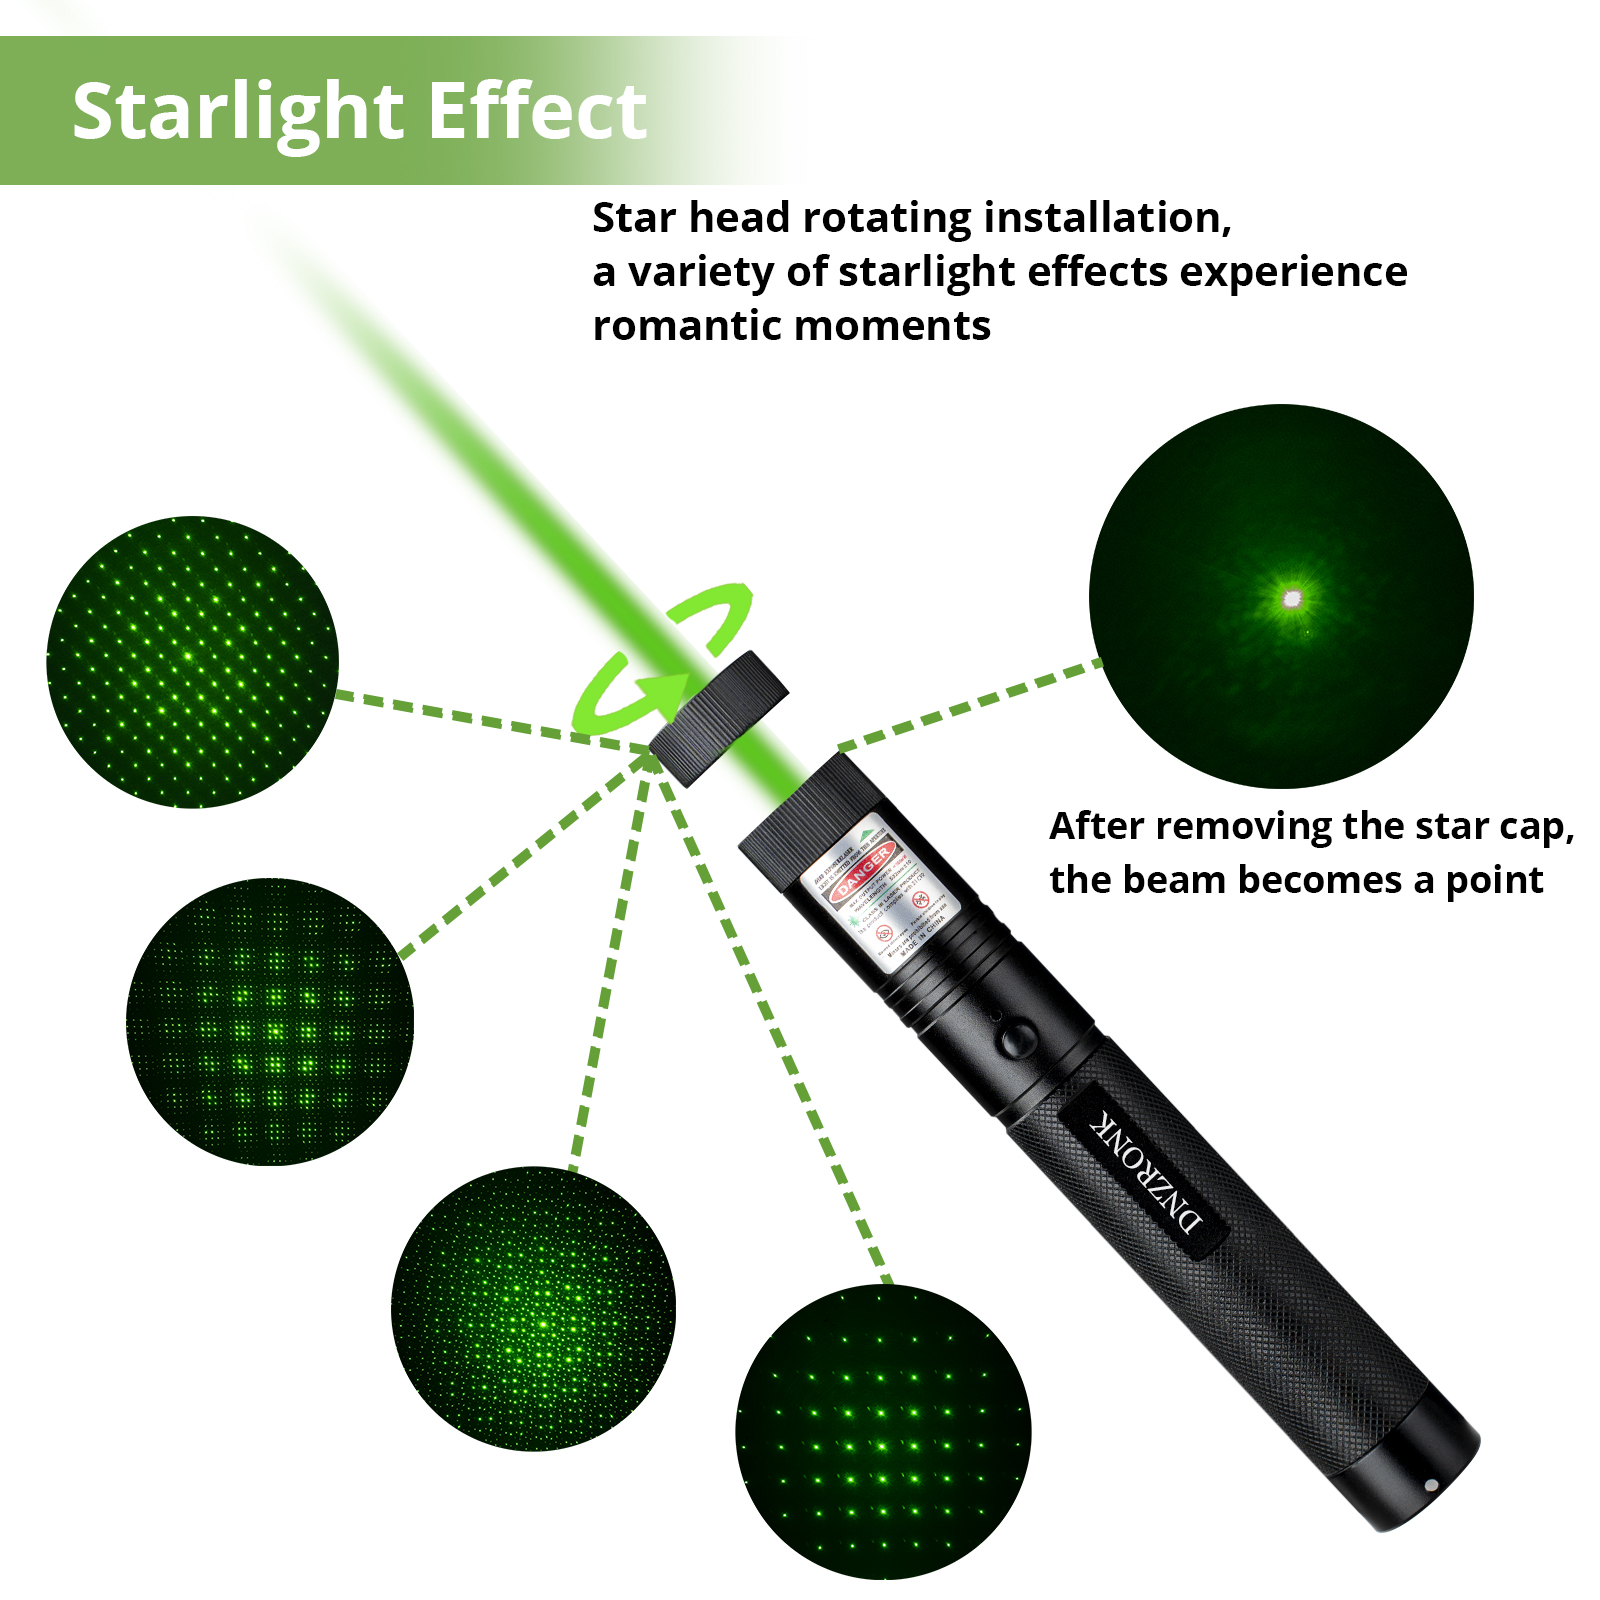 Starlight Effect
Star head rotating installation,
a variety of starlight effects experience
romantic moments
After removing the star cap,
the beam becomes a point
DANGER
MADE IN CHINA
DNZRONK